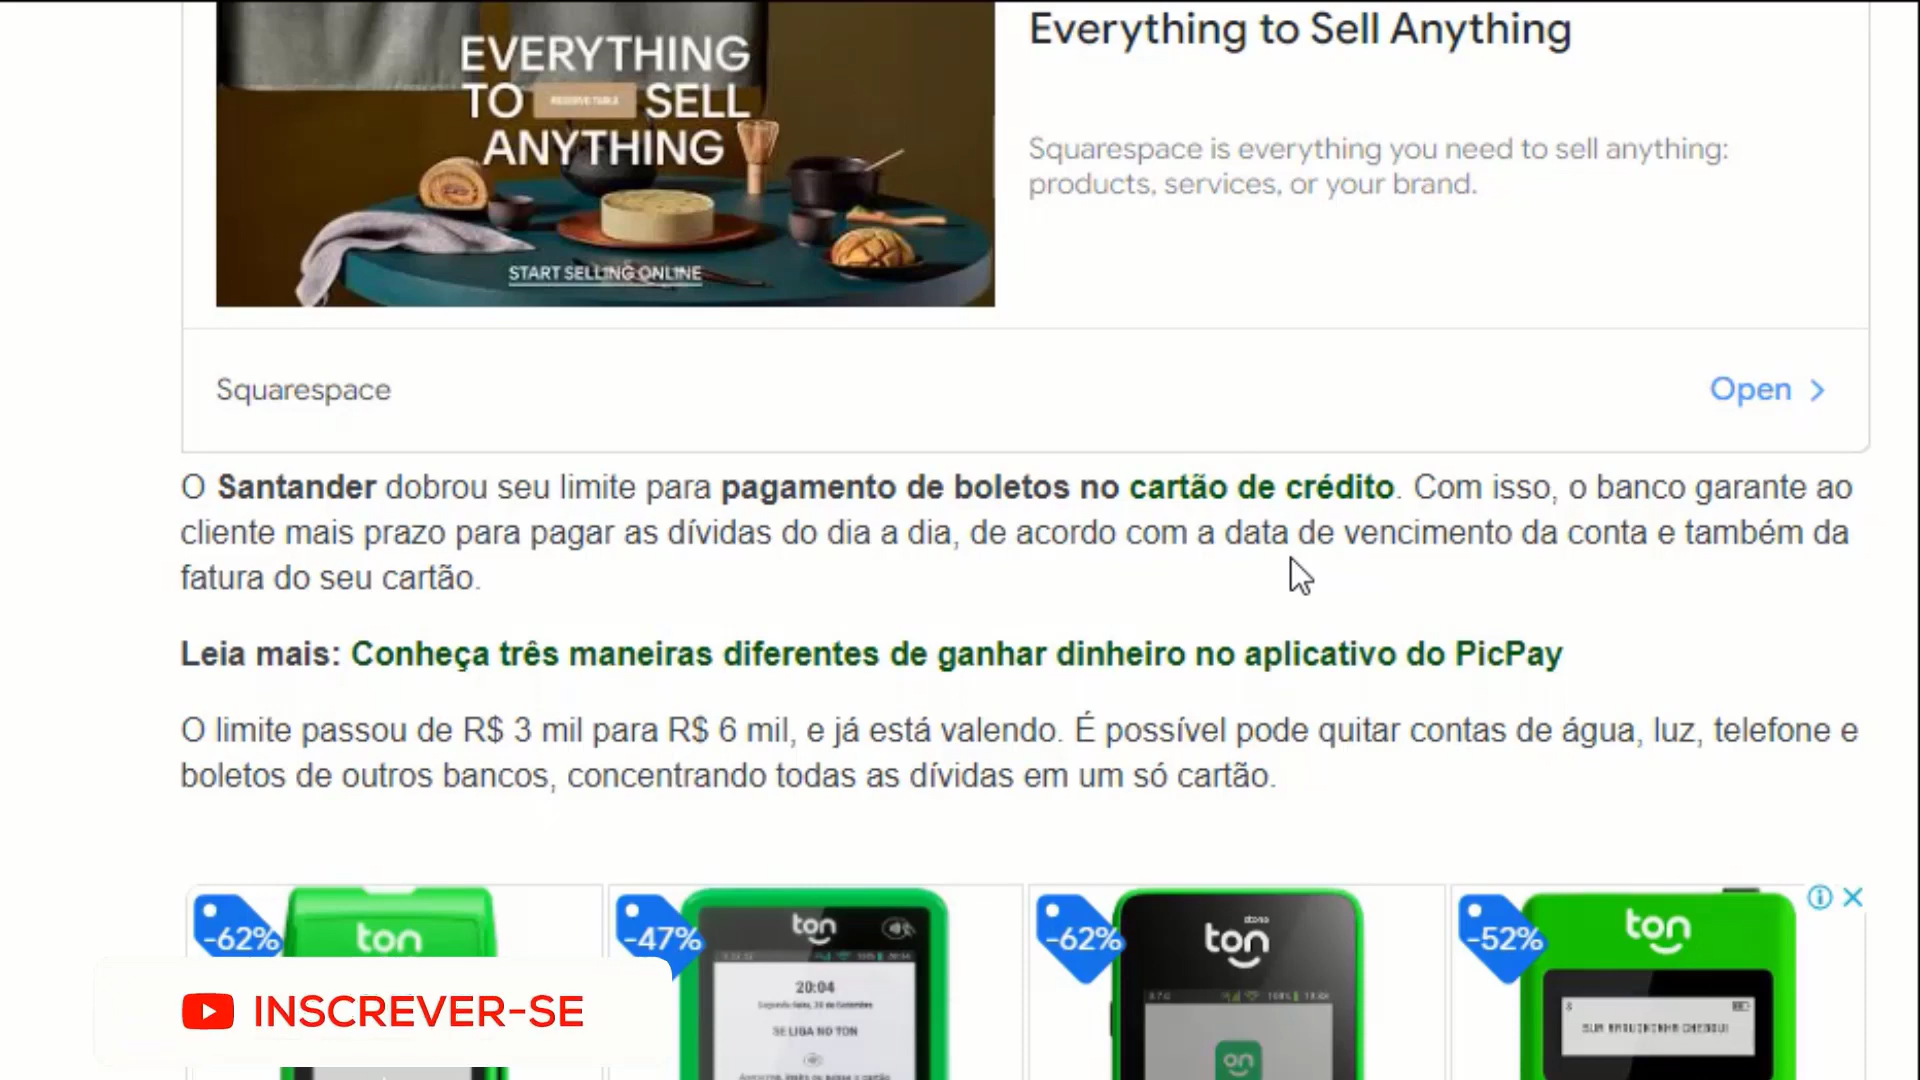 EVERYTHING
TO RESERVE TABLE SELL
ANYTHING
START SELLING ONLINE
Everything to Sell Anything
Squarespace is everything you need to sell anything:
products, services, or your brand.
Squarespace
Open
O Santander dobrou seu limite para pagamento de boletos no cartão de crédito. Com isso, o banco garante ao
cliente mais prazo para pagar as dívidas do dia a dia, de acordo com a data de vencimento da conta e também da
fatura do seu cartão.
Leia mais: Conheça três maneiras diferentes de ganhar dinheiro no aplicativo do PicPay
O limite passou de R$ 3 mil para R$ 6 mil, e já está valendo. É possível pode quitar contas de água, luz, telefone e
boletos de outros bancos, concentrando todas as dívidas em um só cartão.
-62%
ton
-47%
ton
20:04
SE LIGA NO TON
-62%
ton
on
-52%
ton
SUA MAQUININHA CHEGOU!
INSCREVER-SE